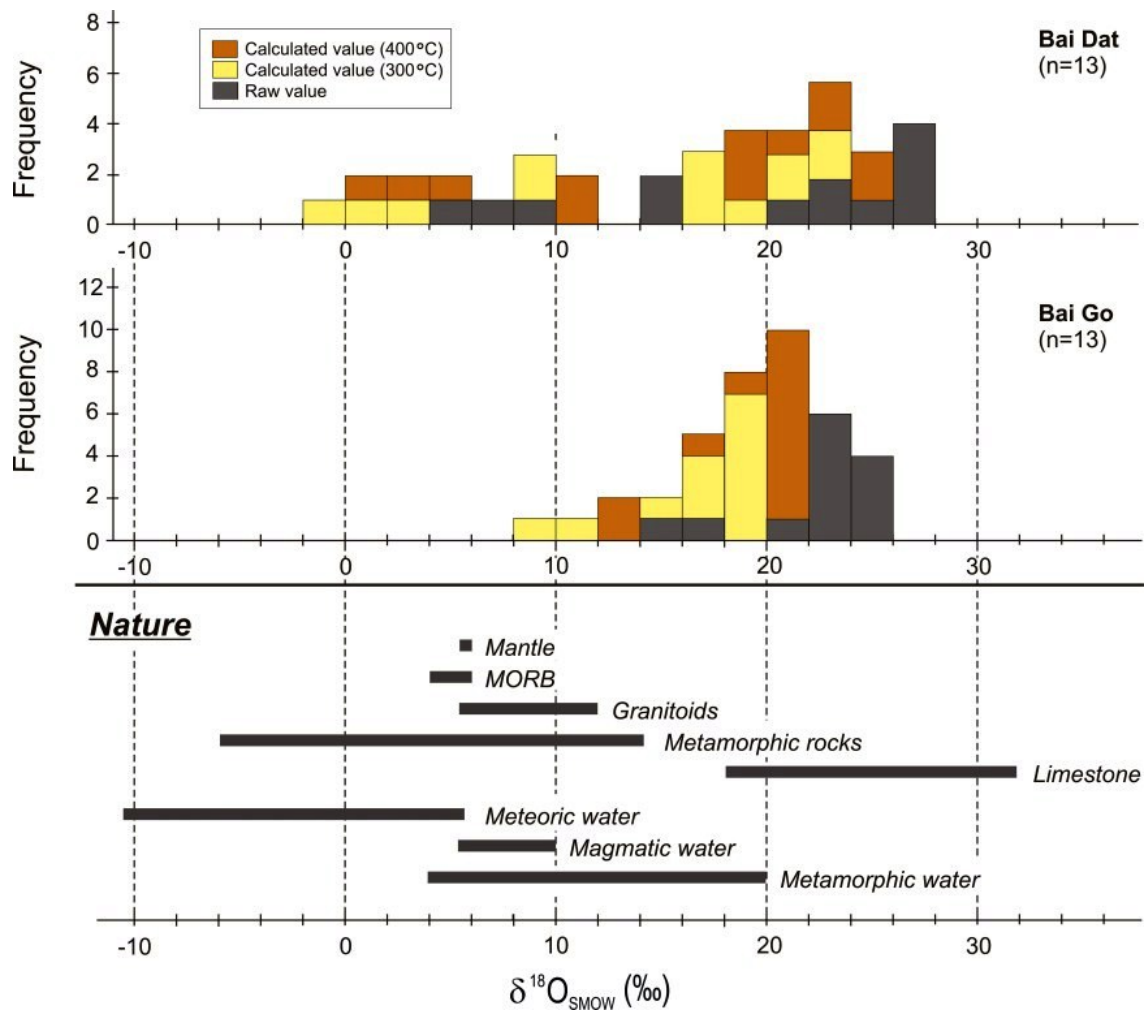 8
6
4
2
0
Frequency
Calculated value (400°C)
Calculated value (300°C)
Raw value
Bai Dat
(n=13)
-10 0 10 20 30
12
10
8
6
4
2
0
Frequency
Bai Go
(n=13)
-10 0 10 20 30
Nature
Mantle
MORB
Granitoids
Metamorphic rocks
Limestone
Meteoric water
Magmatic water
Metamorphic water
-10 0 10 20 30
δ¹⁸O SMOW (‰)